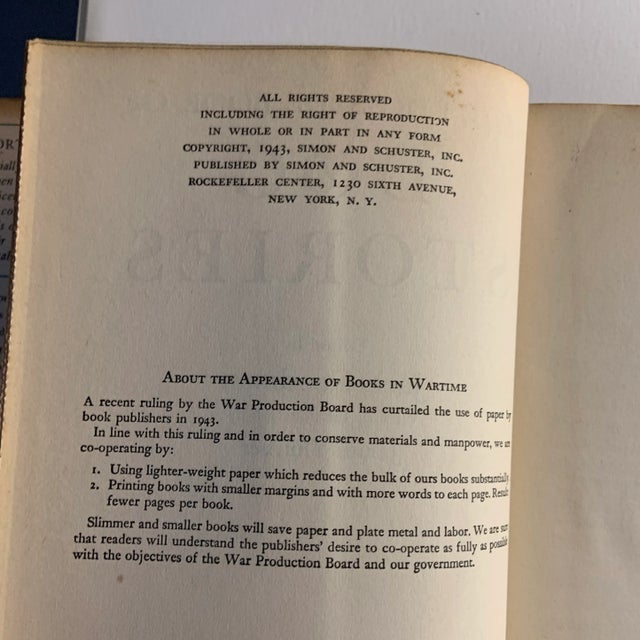 ALL RIGHTS RESERVED
INCLUDING THE RIGHT OF REPRODUCTION
IN WHOLE OR IN PART IN ANY FORM
COPYRIGHT, 1943, SIMON AND SCHUSTER, INC.
PUBLISHED BY SIMON AND SCHUSTER, INC.
ROCKEFELLER CENTER, 1230 SIXTH AVENUE,
NEW YORK, N. Y.
STORIES
ABOUT THE APPEARANCE OF BOOKS IN WARTIME
A recent ruling by the War Production Board has curtailed the use of paper by
book publishers in 1943.
In line with this ruling and in order to conserve materials and manpower, we are
co-operating by:
1. Using lighter-weight paper which reduces the bulk of ours books substantially
2. Printing books with smaller margins and with more words to each page. Result
fewer pages per book.
Slimmer and smaller books will save paper and plate metal and labor. We are sure
that readers will understand the publishers' desire to co-operate as fully as possible
with the objectives of the War Production Board and our government.